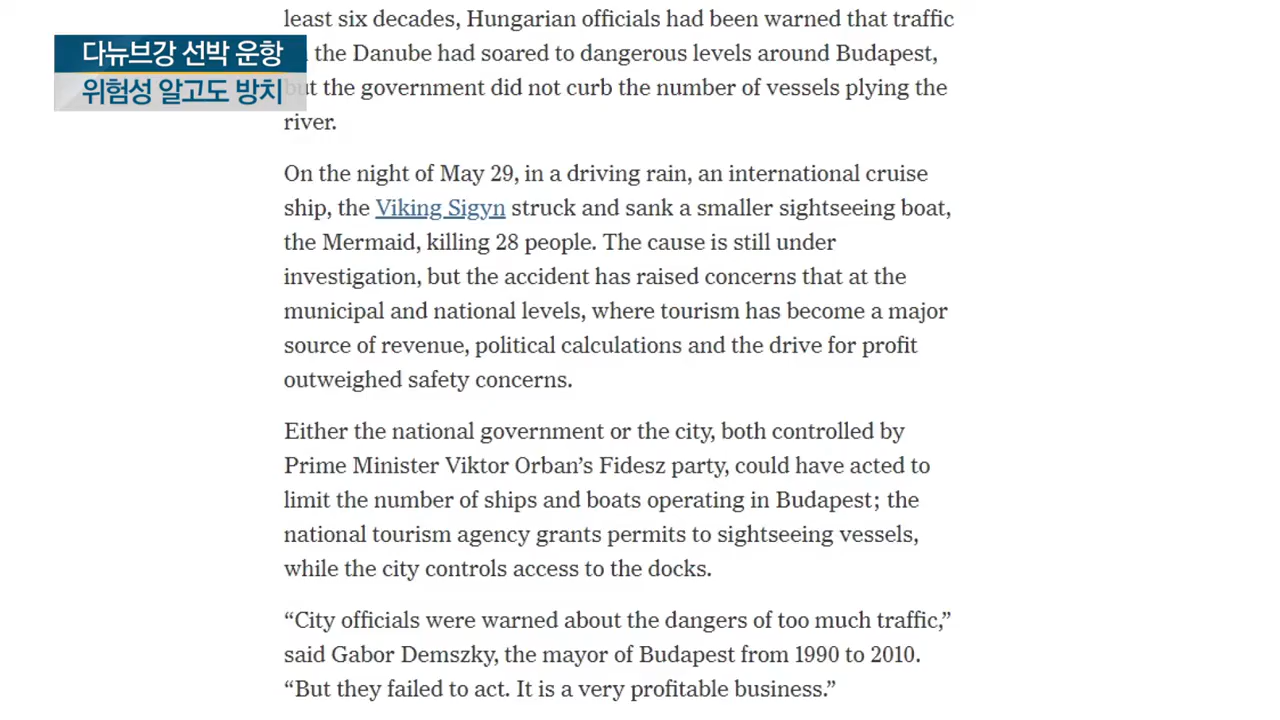 least six decades, Hungarian officials had been warned that traffic
다뉴브강 선박 운항
the Danube had soared to dangerous levels around Budapest,
위험성 알고도 방치
the government did not curb the number of vessels plying the
river.
On the night of May 29, in a driving rain, an international cruise
ship, the Viking Sigyn struck and sank a smaller sightseeing boat,
the Mermaid, killing 28 people. The cause is still under
investigation, but the accident has raised concerns that at the
municipal and national levels, where tourism has become a major
source of revenue, political calculations and the drive for profit
outweighed safety concerns.
Either the national government or the city, both controlled by
Prime Minister Viktor Orban’s Fidesz party, could have acted to
limit the number of ships and boats operating in Budapest; the
national tourism agency grants permits to sightseeing vessels,
while the city controls access to the docks.
“City officials were warned about the dangers of too much traffic,”
said Gabor Demszky, the mayor of Budapest from 1990 to 2010.
“But they failed to act. It is a very profitable business.”